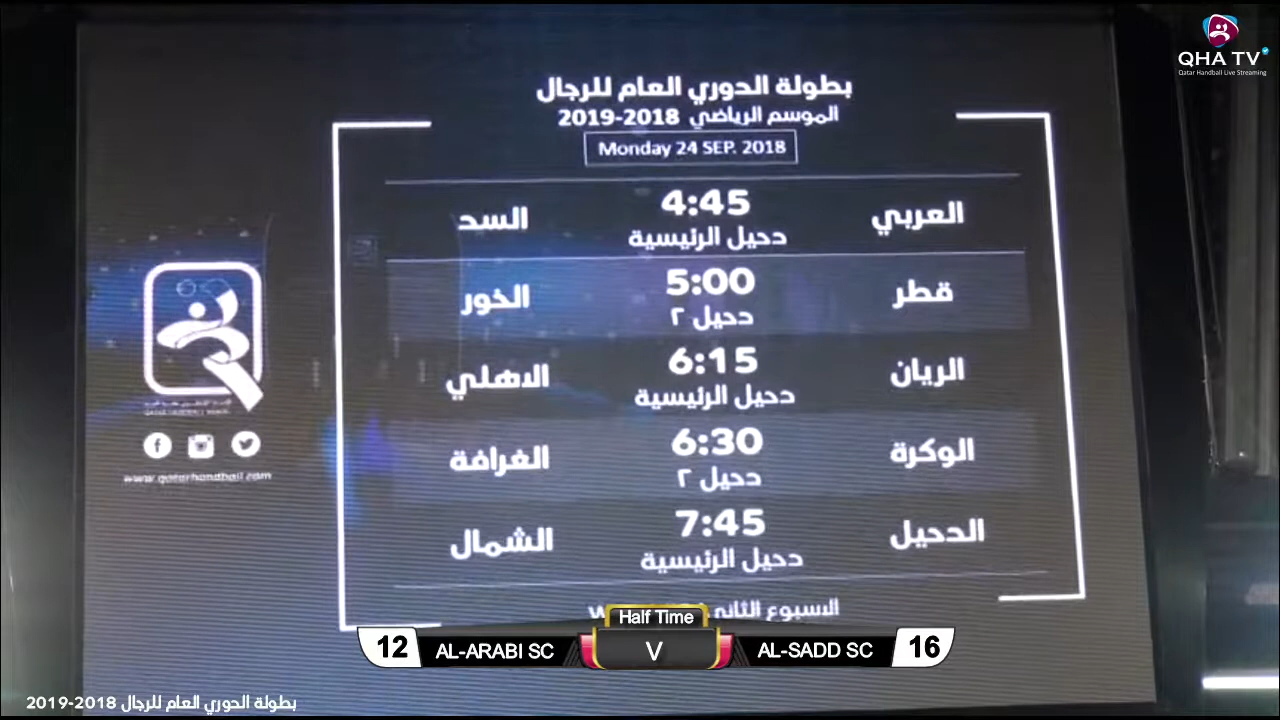 QHA TV
Qatar Handball Live Streaming
بطولة الدوري العام للرجال
الموسم الرياضي 2018-2019
Monday 24 SEP. 2018
العربي 4:45 السد
دحيل الرئيسية
قطر 5:00 الخور
دحيل ٢
الريان 6:15 الاهلي
دحيل الرئيسية
الوكرة 6:30 الغرافة
دحيل ٢
الدحيل 7:45 الشمال
دحيل الرئيسية
الاسبوع الثاني
www.qatarhandball.com
Half Time
12 AL-ARABI SC V AL-SADD SC 16
بطولة الدوري العام للرجال 2018-2019